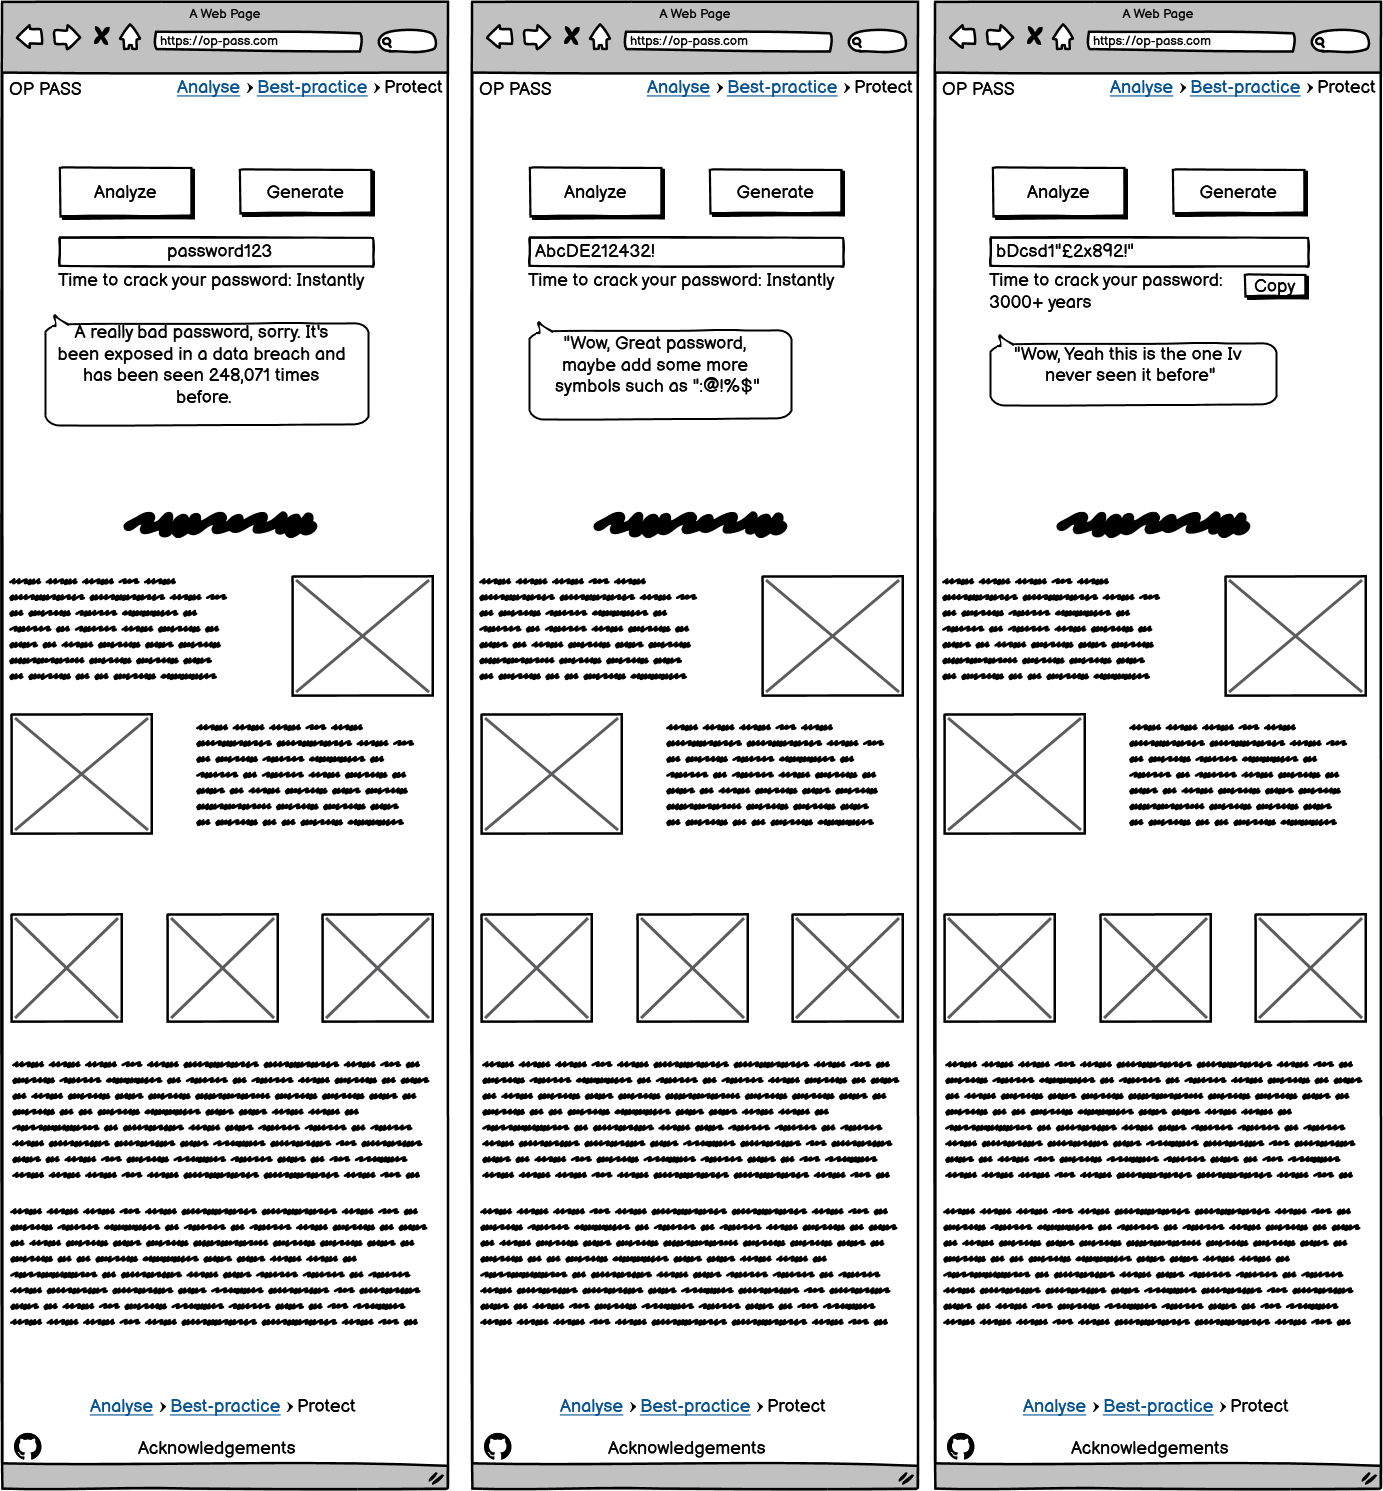 A Web Page
https://op-pass.com
OP PASS
Analyse › Best-practice › Protect
Analyze
Generate
password123
Time to crack your password: Instantly
A really bad password, sorry. It's
been exposed in a data breach and
has been seen 248,071 times
before.
Analyse › Best-practice › Protect
Acknowledgements
A Web Page
https://op-pass.com
OP PASS
Analyse › Best-practice › Protect
Analyze
Generate
AbcDE212432!
Time to crack your password: Instantly
"Wow, Great password,
maybe add some more
symbols such as ":@!%$"
Analyse › Best-practice › Protect
Acknowledgements
A Web Page
https://op-pass.com
OP PASS
Analyse › Best-practice › Protect
Analyze
Generate
bDcsd1"£2x892!"
Time to crack your password:
3000+ years
Copy
"Wow, Yeah this is the one Iv
never seen it before"
Analyse › Best-practice › Protect
Acknowledgements